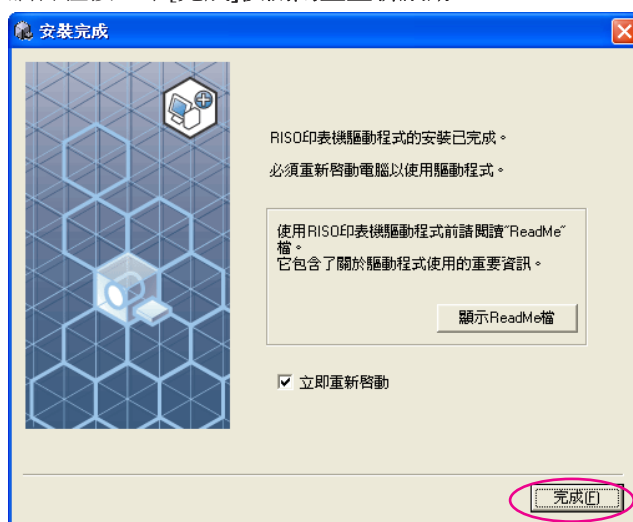 安裝完成
RISO印表機驅動程式的安裝已完成。
必須重新啓動電腦以使用驅動程式。
使用RISO印表機驅動程式前請閱讀"ReadMe"
檔。
它包含了關於驅動程式使用的重要資訊。
顯示ReadMe檔
立即重新啓動
完成(F)